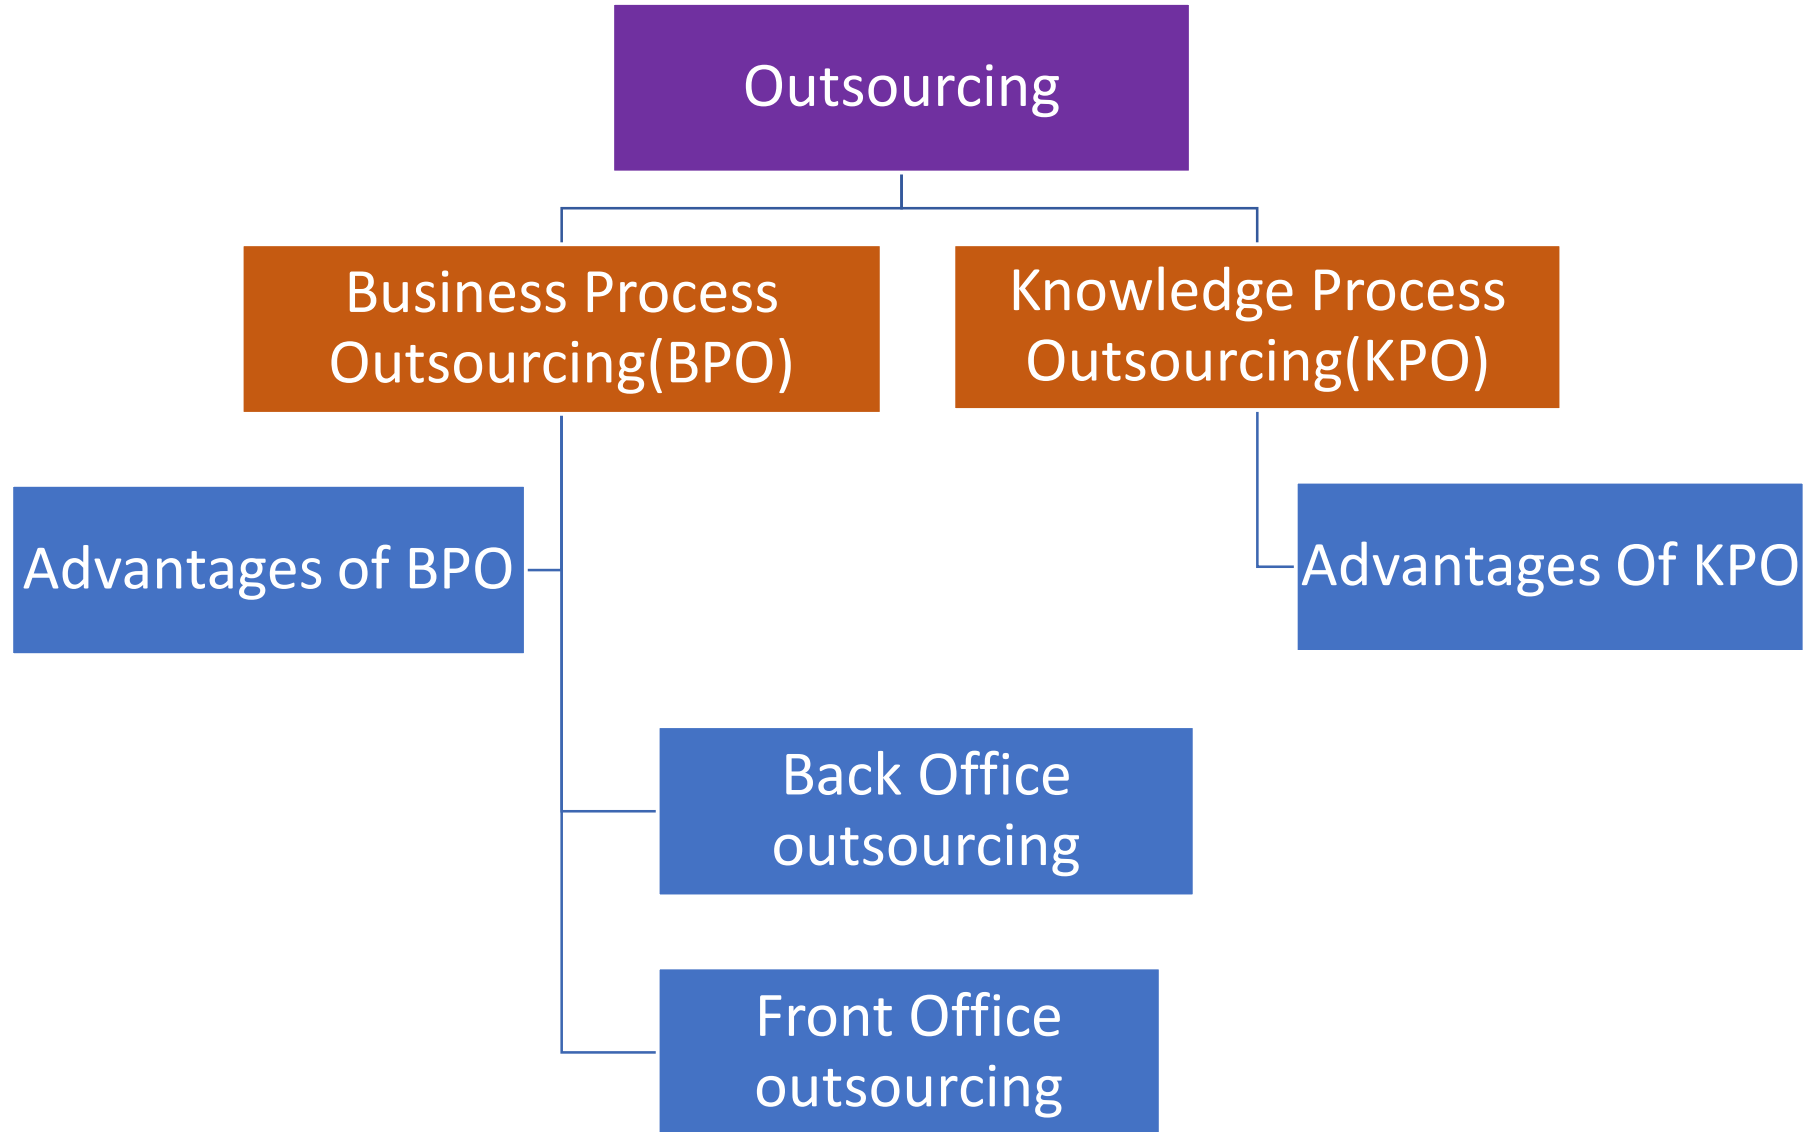 Outsourcing
Business Process
Outsourcing(BPO)
Knowledge Process
Outsourcing(KPO)
Advantages of BPO
Advantages Of KPO
Back Office
outsourcing
Front Office
outsourcing